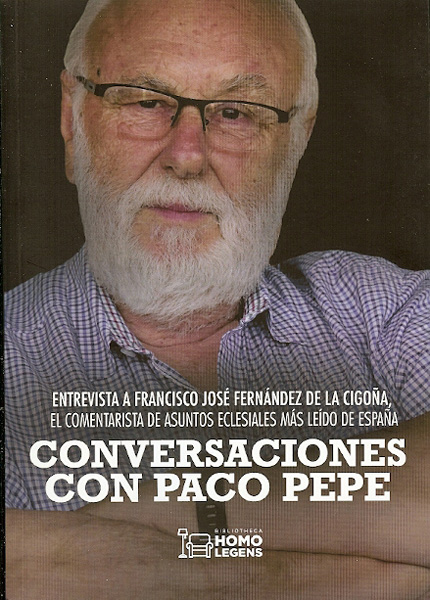 ENTREVISTA A FRANCISCO JOSÉ FERNÁNDEZ DE LA CIGOÑA,
EL COMENTARISTA DE ASUNTOS ECLESIALES MÁS LEÍDO DE ESPAÑA
CONVERSACIONES
CON PACO PEPE
BIBLIOTHECA
HOMO
LEGENS